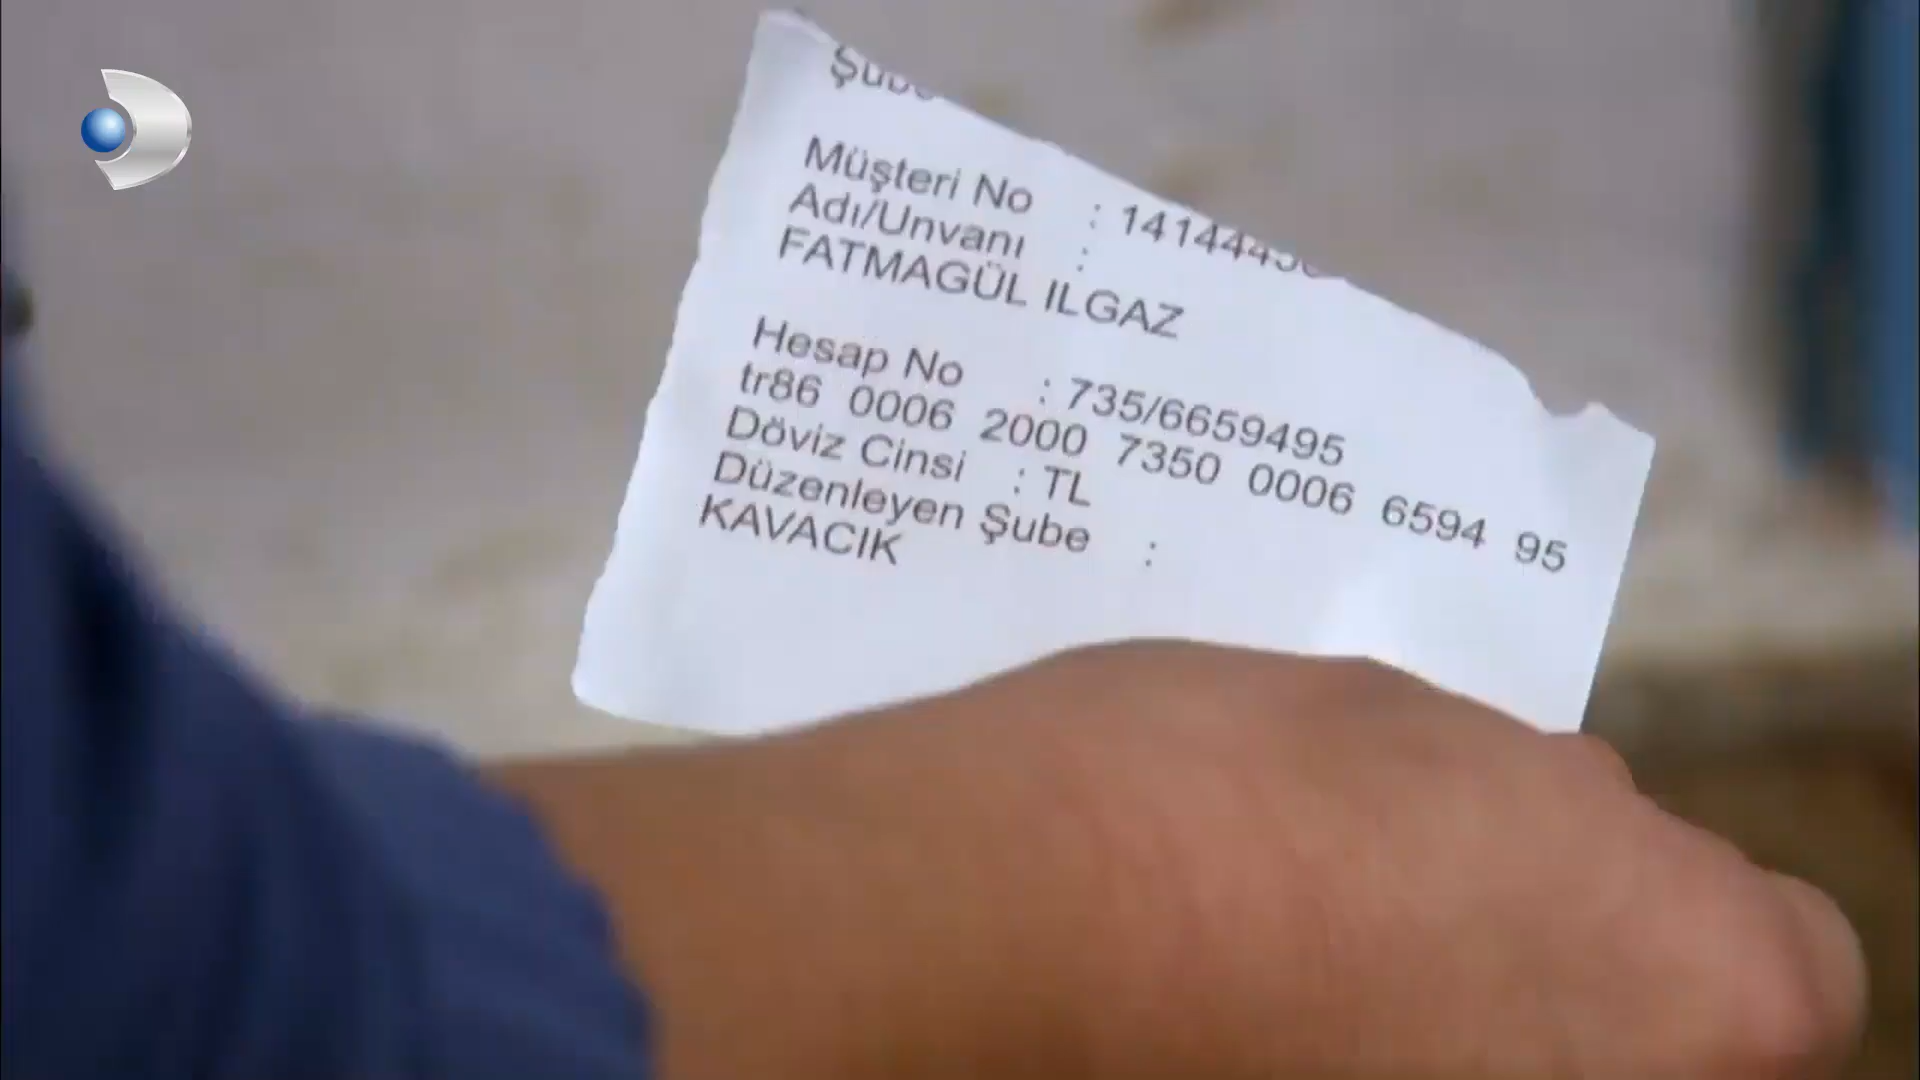 Müşteri No
Adı/Unvanı :
FATMAGÜL ILGAZ
Hesap No : 735/6659495
tr86 0006 2000 7350 0006 6594 95
Döviz Cinsi : TL
Düzenleyen Şube :
KAVACIK